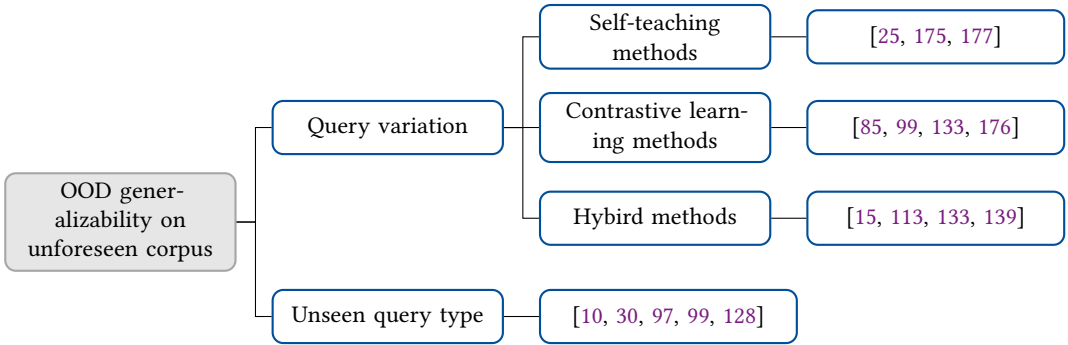 OOD gener-
alizability on
unforeseen corpus
Query variation
Self-teaching
methods
[25, 175, 177]
Contrastive learn-
ing methods
[85, 99, 133, 176]
Hybird methods
[15, 113, 133, 139]
Unseen query type
[10, 30, 97, 99, 128]